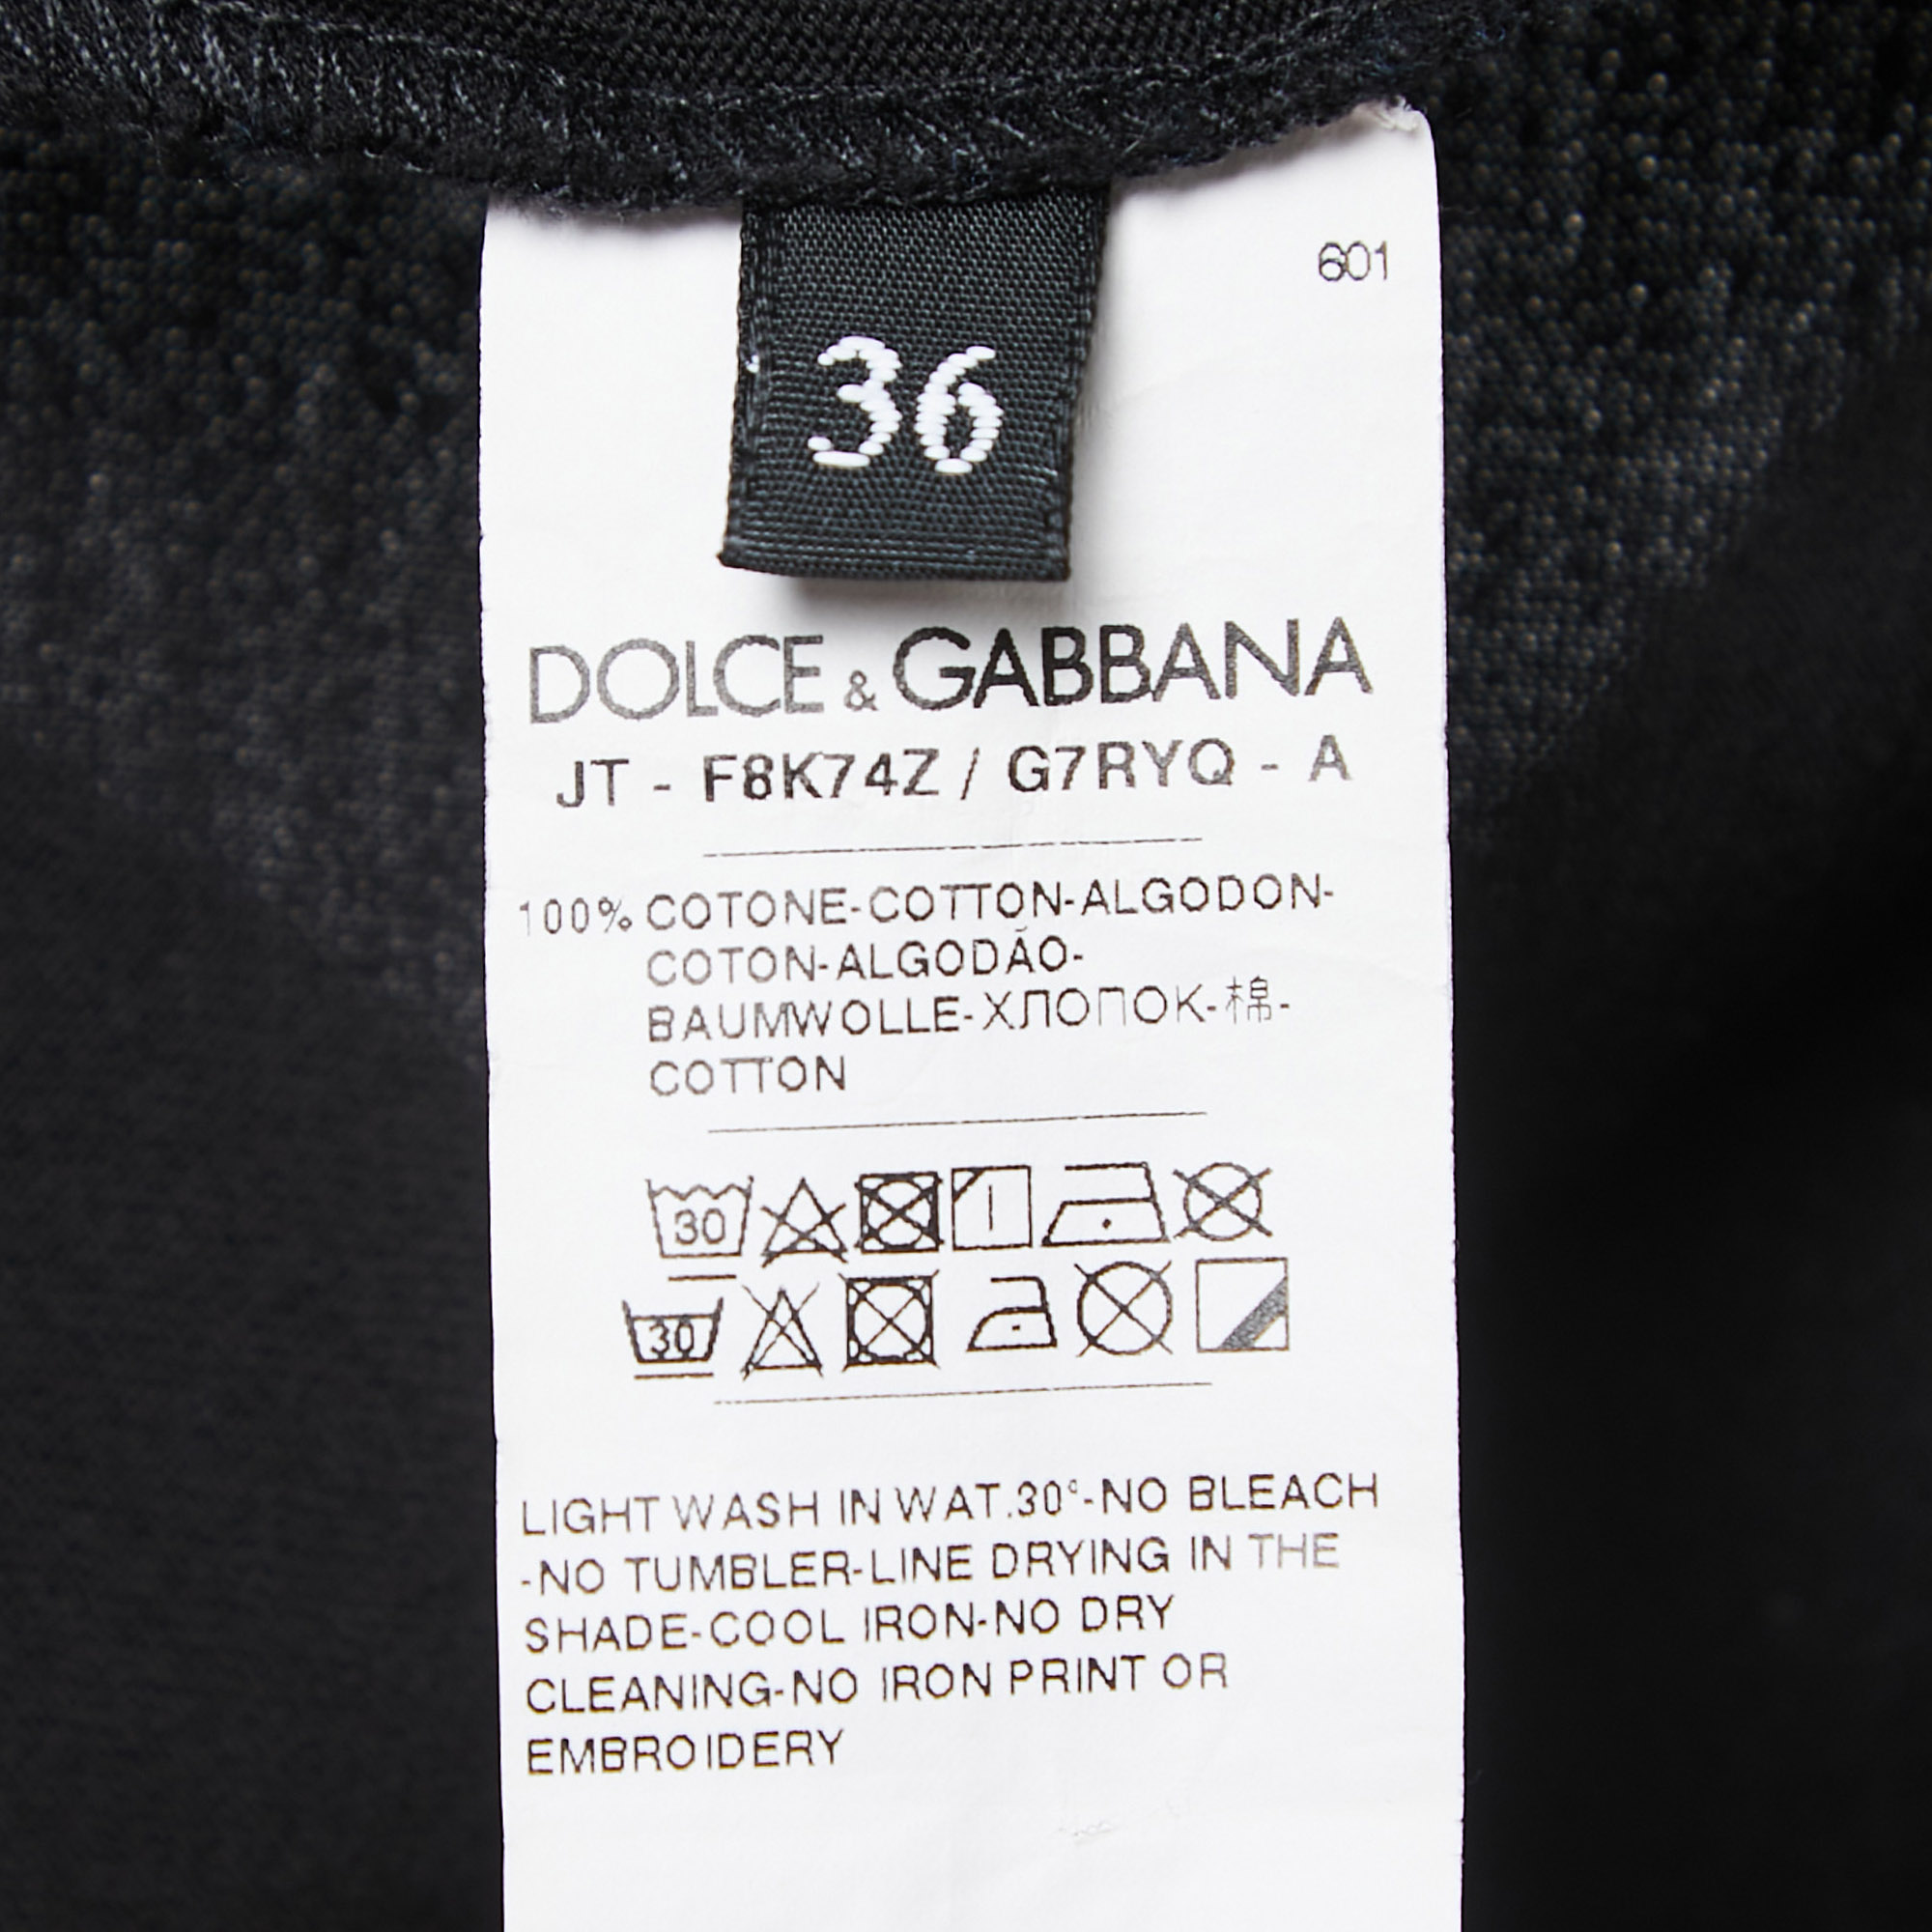 601
36
DOLCE & GABBANA
JT - F8K74Z / G7RYQ - A
100% COTONE-COTTON-ALGODON-
COTON-ALGODÃO-
BAUMWOLLE-ХЛОПОК-棉-
COTTON
30
30
LIGHT WASH IN WAT.30°-NO BLEACH
-NO TUMBLER-LINE DRYING IN THE
SHADE-COOL IRON-NO DRY
CLEANING-NO IRON PRINT OR
EMBROIDERY